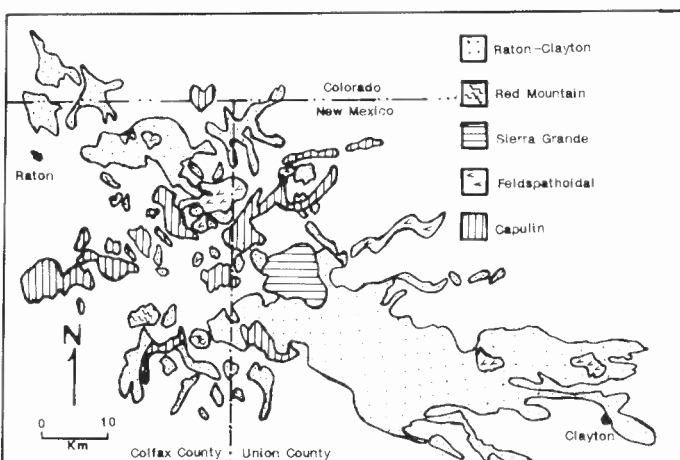 Raton-Clayton
Colorado
Red Mountain
New Mexico
Sierra Grande
Raton
Feldspathoidal
Capulin
N
0 10
Km
Clayton
Colfax County
Union County